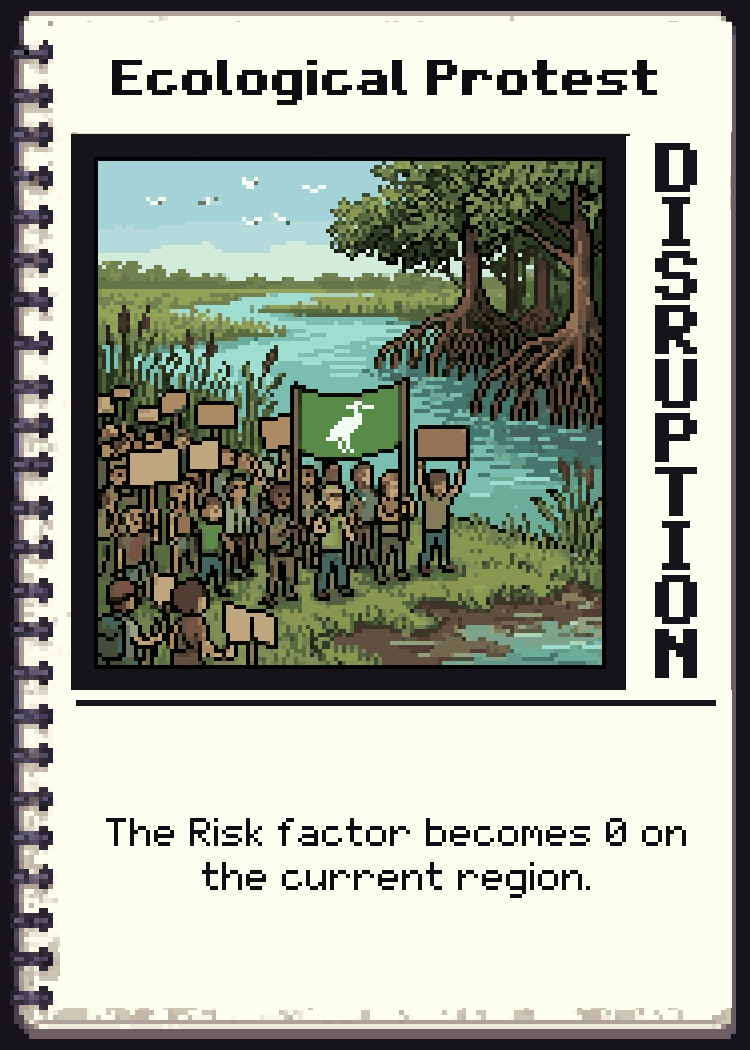 Ecological Protest
DISRUPTION
The Risk factor becomes 0 on
the current region.